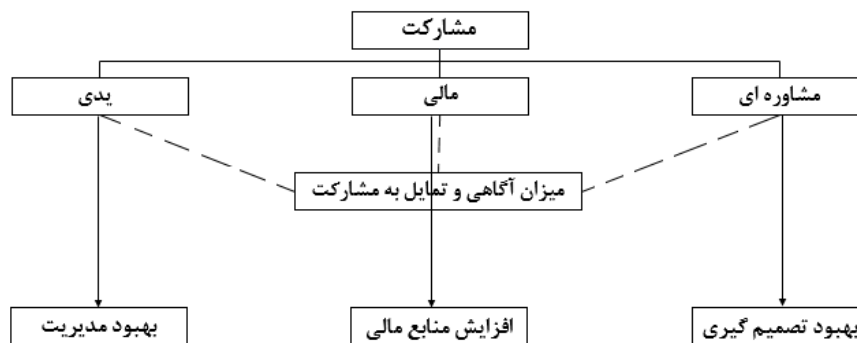 مشارکت
مشاوره ای
مالی
یدی
میزان آگاهی و تمایل به مشارکت
بهبود تصمیم گیری
افزایش منابع مالی
بهبود مدیریت